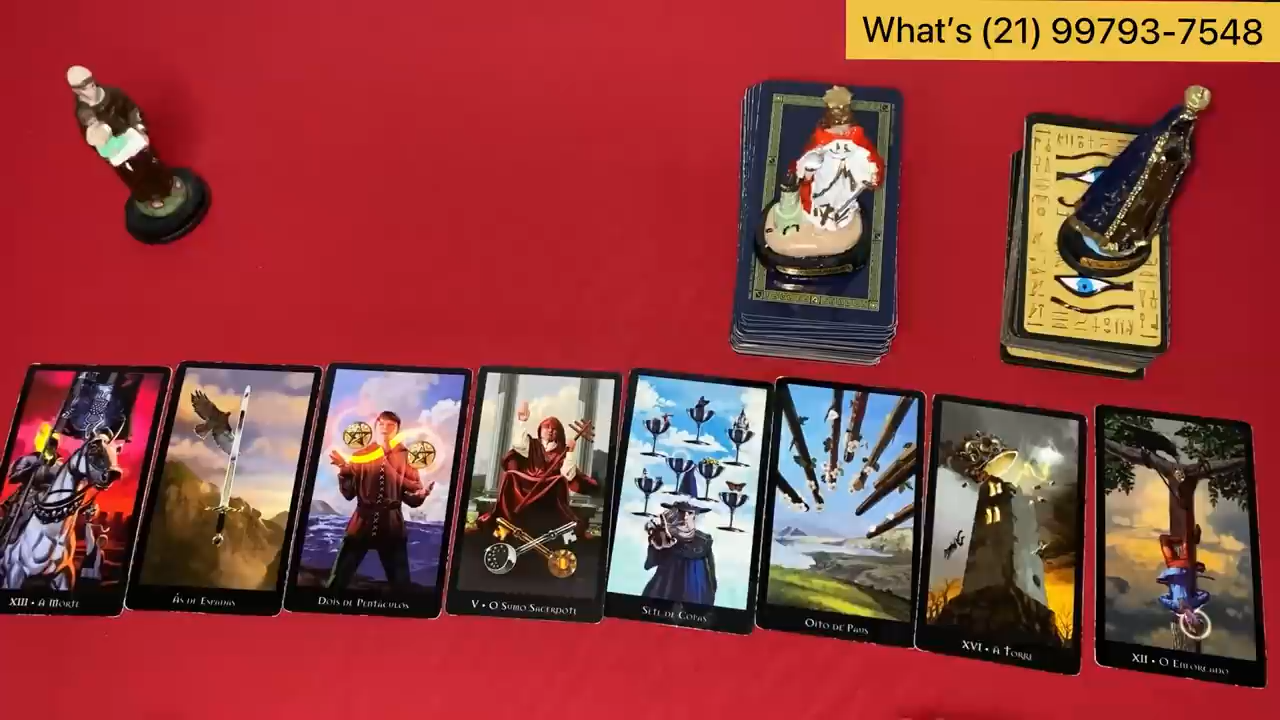 What's (21) 99793-7548
XIII • A Morte
Ás de Espadas
Dois de Pentáculos
V • O Sumo Sacerdote
Sete de Copas
Oito de Paus
XVI • A Torre
XII • O Enforcado